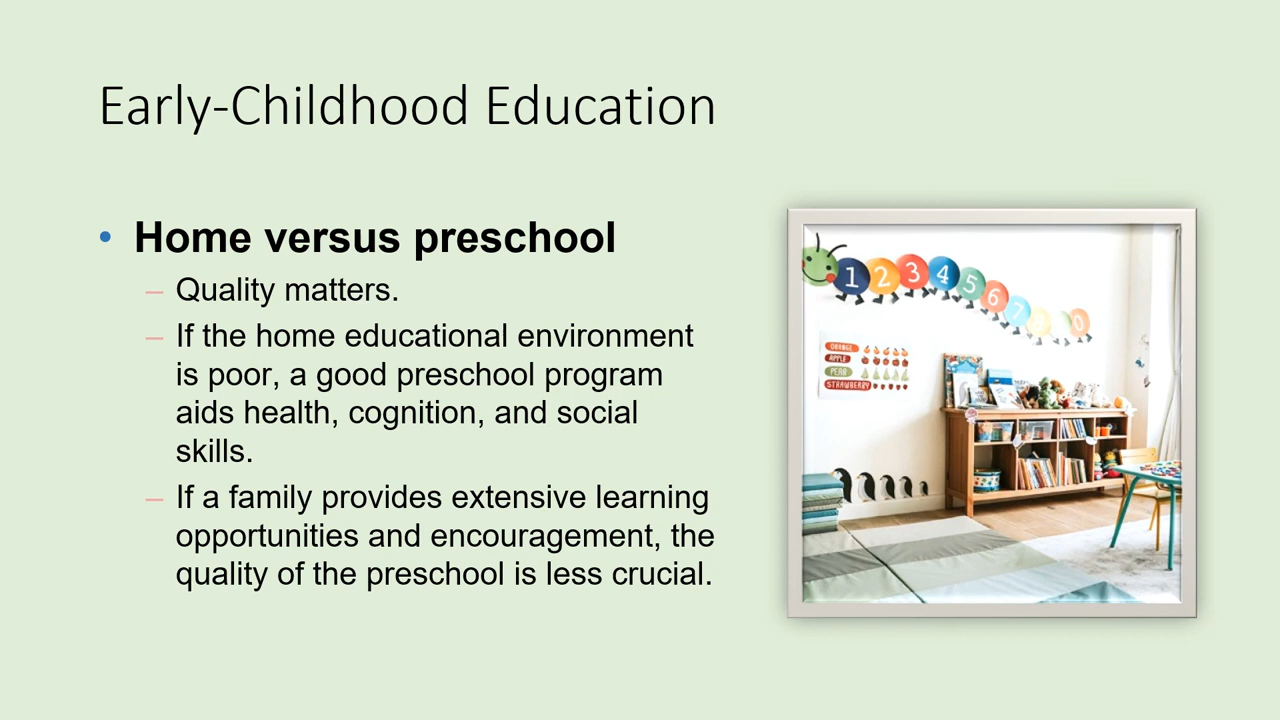 Early-Childhood Education
• Home versus preschool
– Quality matters.
– If the home educational environment
is poor, a good preschool program
aids health, cognition, and social
skills.
– If a family provides extensive learning
opportunities and encouragement, the
quality of the preschool is less crucial.
1 2 3 4 5 6 7 0
ORANGE
APPLE
PEAR
STRAWBERRY